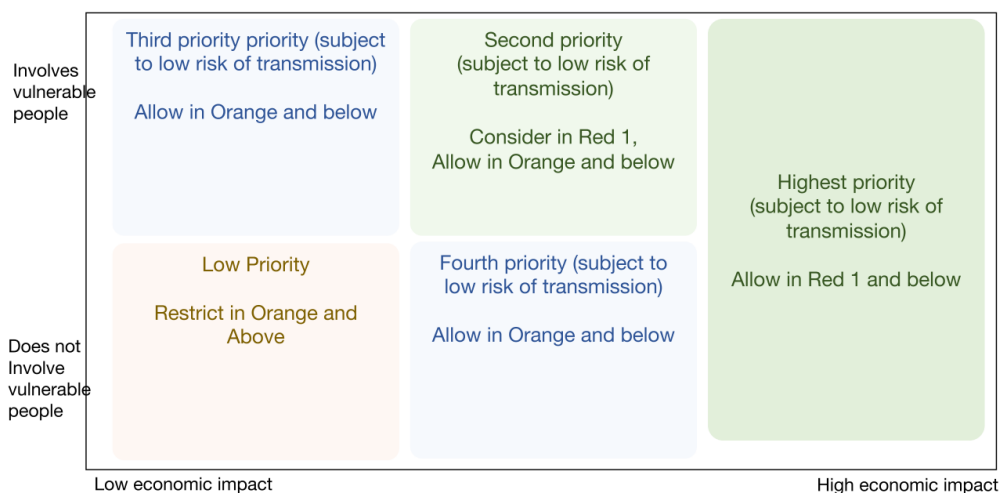 Involves
vulnerable
people
Third priority priority (subject
to low risk of transmission)
Allow in Orange and below
Second priority
(subject to low risk of
transmission)
Consider in Red 1,
Allow in Orange and below
Highest priority
(subject to low risk of
transmission)
Allow in Red 1 and below
Does not
Involve
vulnerable
people
Low Priority
Restrict in Orange and
Above
Fourth priority (subject to
low risk of transmission)
Allow in Orange and below
Low economic impact
High economic impact